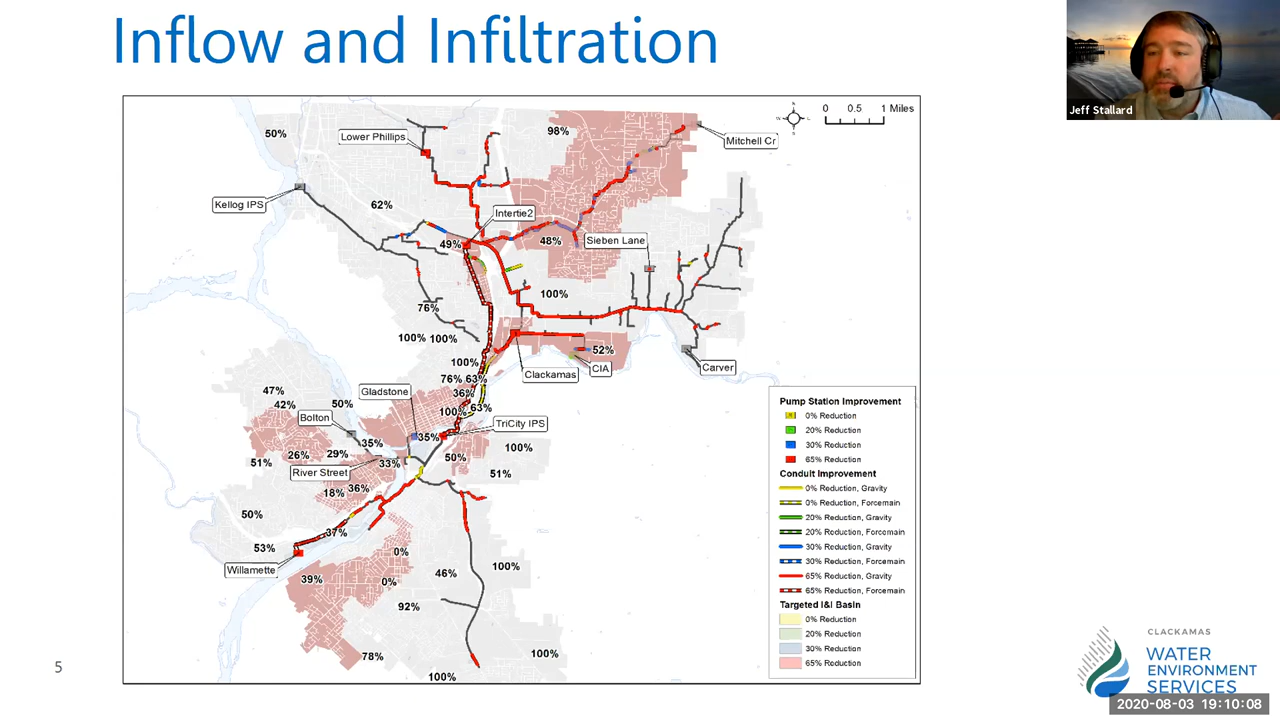 Inflow and Infiltration
Jeff Stallard
0 0.5 1 Miles
50%
Lower Phillips
98%
Mitchell Cr
Kellog IPS
62%
Intertie2
49%
48%
Sieben Lane
100%
76%
100% 100%
52%
CIA
Carver
Clackamas
100%
76% 63%
Gladstone
36%
47%
42%
50%
100%
63%
Bolton
TriCity IPS
35%
35%
100%
51%
26%
29%
33%
50%
51%
River Street
18%
36%
50%
37%
53%
Willamette
39%
0%
0%
46%
100%
92%
78%
100%
100%
Pump Station Improvement
0% Reduction
20% Reduction
30% Reduction
65% Reduction
Conduit Improvement
0% Reduction, Gravity
0% Reduction, Forcemain
20% Reduction, Gravity
20% Reduction, Forcemain
30% Reduction, Gravity
30% Reduction, Forcemain
65% Reduction, Gravity
65% Reduction, Forcemain
Targeted I&I Basin
0% Reduction
20% Reduction
30% Reduction
65% Reduction
5
CLACKAMAS
WATER
ENVIRONMENT
SERVICES
2020-08-03 19:10:08